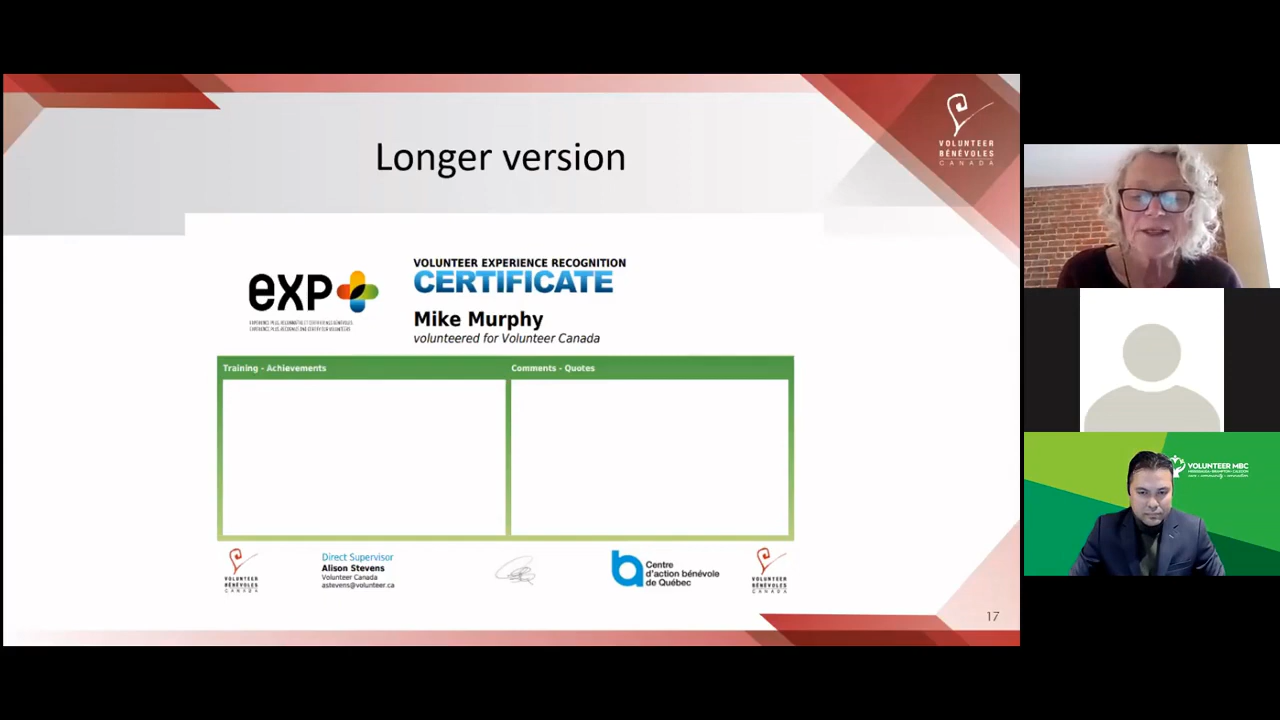 Longer version
VOLUNTEER
BÉNÉVOLES
CANADA
exp
VOLUNTEER EXPERIENCE RECOGNITION
CERTIFICATE
Mike Murphy
volunteered for Volunteer Canada
Training - Achievements
Comments - Quotes
VOLUNTEER
BÉNÉVOLES
CANADA
Direct Supervisor
Alison Stevens
Volunteer Canada
astevens@volunteer.ca
Centre
d'action bénévole
de Québec
VOLUNTEER
BÉNÉVOLES
CANADA
17
VOLUNTEER MBC